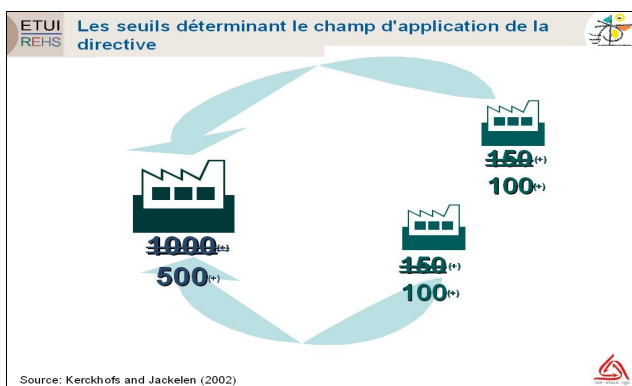 ETUI
REHS
Les seuils déterminant le champ d'application de la
directive
150(+)
100(+)
1000(+)
500(+)
150(+)
100(+)
Source: Kerckhofs and Jackelen (2002)